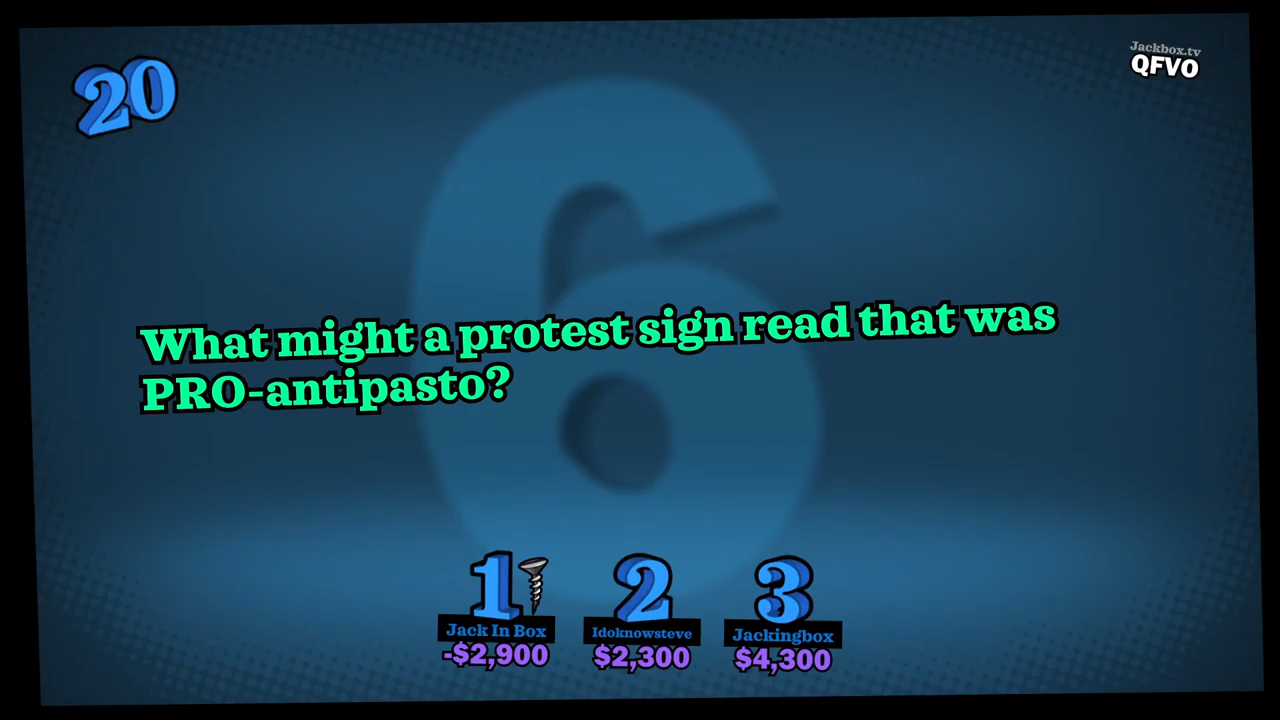 20
Jackbox.tv
QFVO
6
What might a protest sign read that was
PRO-antipasto?
1
2
3
Jack In Box
Idoknowsteve
Jackingbox
-$2,900
$2,300
$4,300